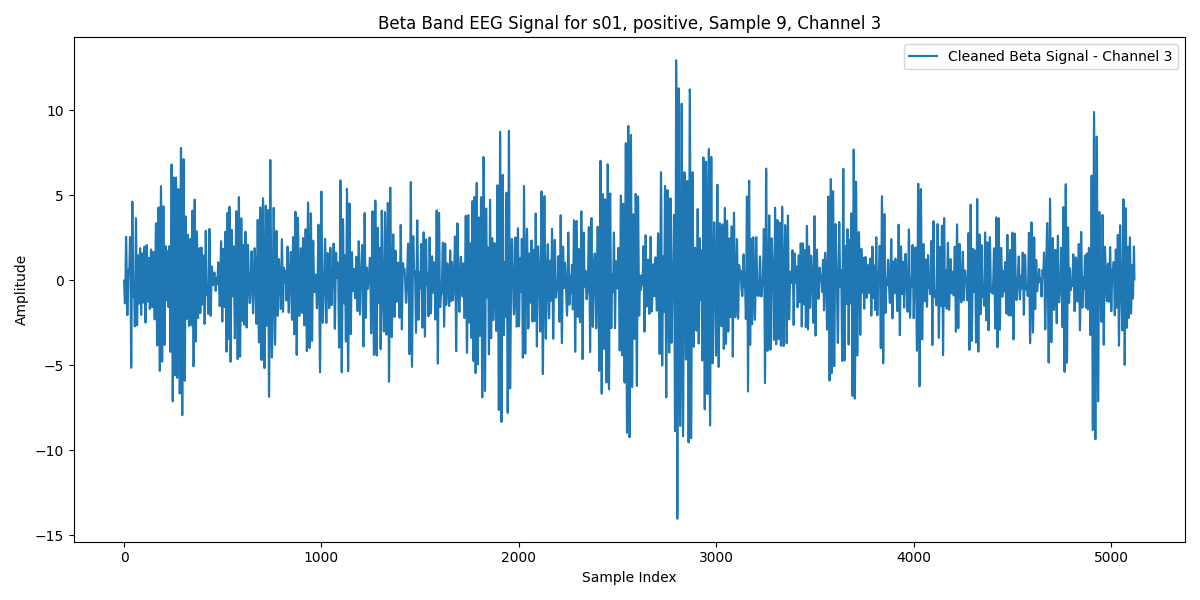 Beta Band EEG Signal for s01, positive, Sample 9, Channel 3
Cleaned Beta Signal - Channel 3
Amplitude
10
5
0
−5
−10
−15
0 1000 2000 3000 4000 5000
Sample Index